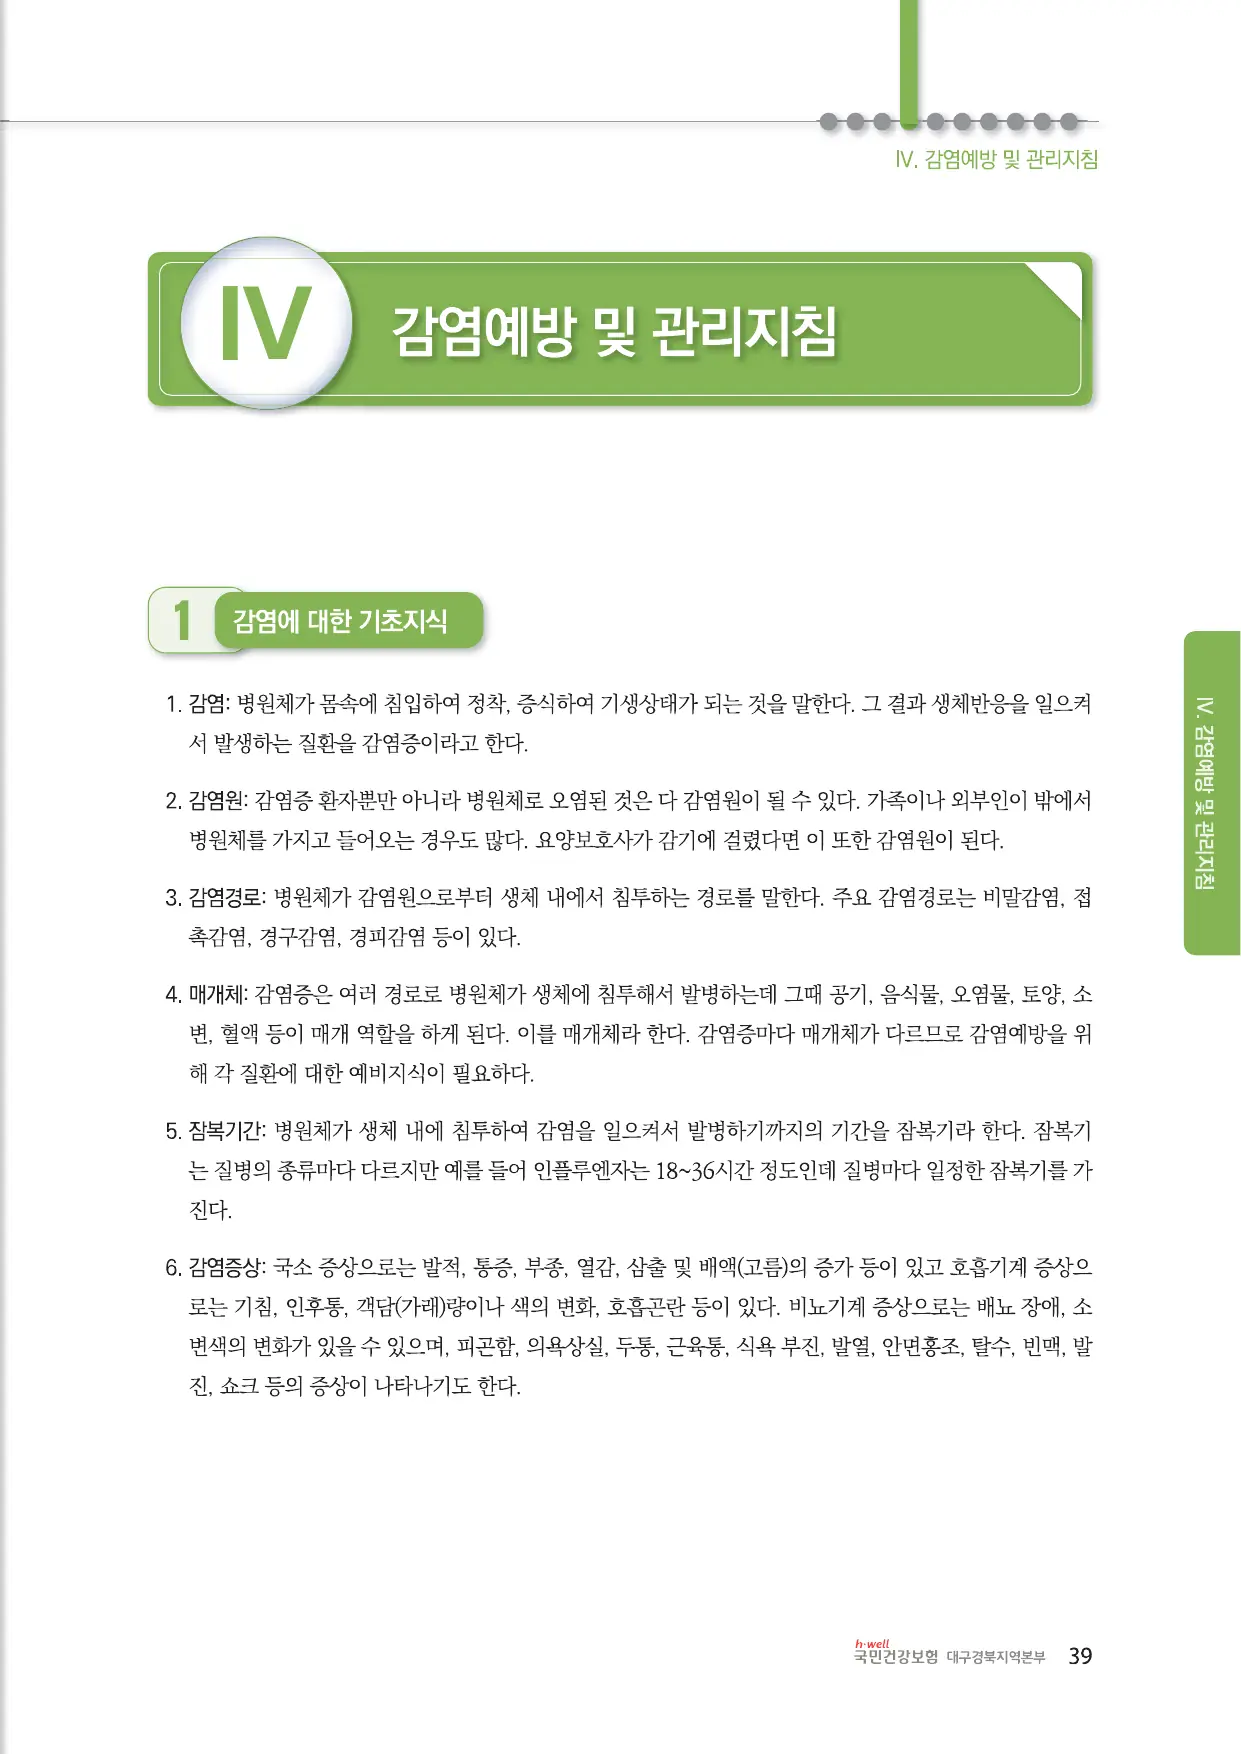 IV. 감염예방 및 관리지침
IV 감염예방 및 관리지침
1 감염에 대한 기초지식
1. 감염: 병원체가 몸속에 침입하여 정착, 증식하여 기생상태가 되는 것을 말한다. 그 결과 생체반응을 일으켜
서 발생하는 질환을 감염증이라고 한다.
2. 감염원: 감염증 환자뿐만 아니라 병원체로 오염된 것은 다 감염원이 될 수 있다. 가족이나 외부인이 밖에서
병원체를 가지고 들어오는 경우도 많다. 요양보호사가 감기에 걸렸다면 이 또한 감염원이 된다.
3. 감염경로: 병원체가 감염원으로부터 생체 내에서 침투하는 경로를 말한다. 주요 감염경로는 비말감염, 접
촉감염, 경구감염, 경피감염 등이 있다.
4. 매개체: 감염증은 여러 경로로 병원체가 생체에 침투해서 발병하는데 그때 공기, 음식물, 오염물, 토양, 소
변, 혈액 등이 매개 역할을 하게 된다. 이를 매개체라 한다. 감염증마다 매개체가 다르므로 감염예방을 위
해 각 질환에 대한 예비지식이 필요하다.
5. 잠복기간: 병원체가 생체 내에 침투하여 감염을 일으켜서 발병하기까지의 기간을 잠복기라 한다. 잠복기
는 질병의 종류마다 다르지만 예를 들어 인플루엔자는 18~36시간 정도인데 질병마다 일정한 잠복기를 가
진다.
6. 감염증상: 국소 증상으로는 발적, 통증, 부종, 열감, 삼출 및 배액(고름)의 증가 등이 있고 호흡기계 증상으
로는 기침, 인후통, 객담(가래)량이나 색의 변화, 호흡곤란 등이 있다. 비뇨기계 증상으로는 배뇨 장애, 소
변색의 변화가 있을 수 있으며, 피곤함, 의욕상실, 두통, 근육통, 식욕 부진, 발열, 안면홍조, 탈수, 빈맥, 발
진, 쇼크 등의 증상이 나타나기도 한다.
IV. 감염예방 및 관리지침
h·well
국민건강보험 대구경북지역본부 39